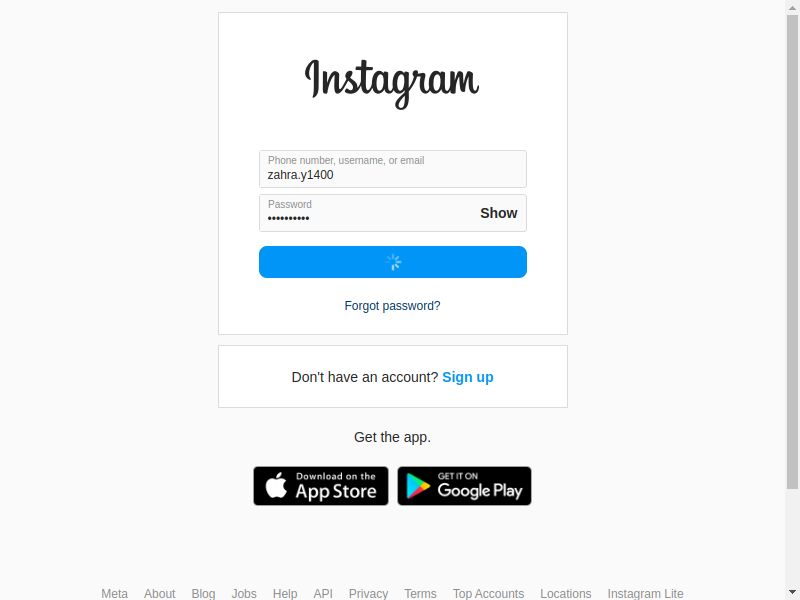 Instagram
Phone number, username, or email
zahra.y1400
Password
••••••••••
Show
Forgot password?
Don't have an account? Sign up
Get the app.
Download on the
App Store
GET IT ON
Google Play
Meta About Blog Jobs Help API Privacy Terms Top Accounts Locations Instagram Lite